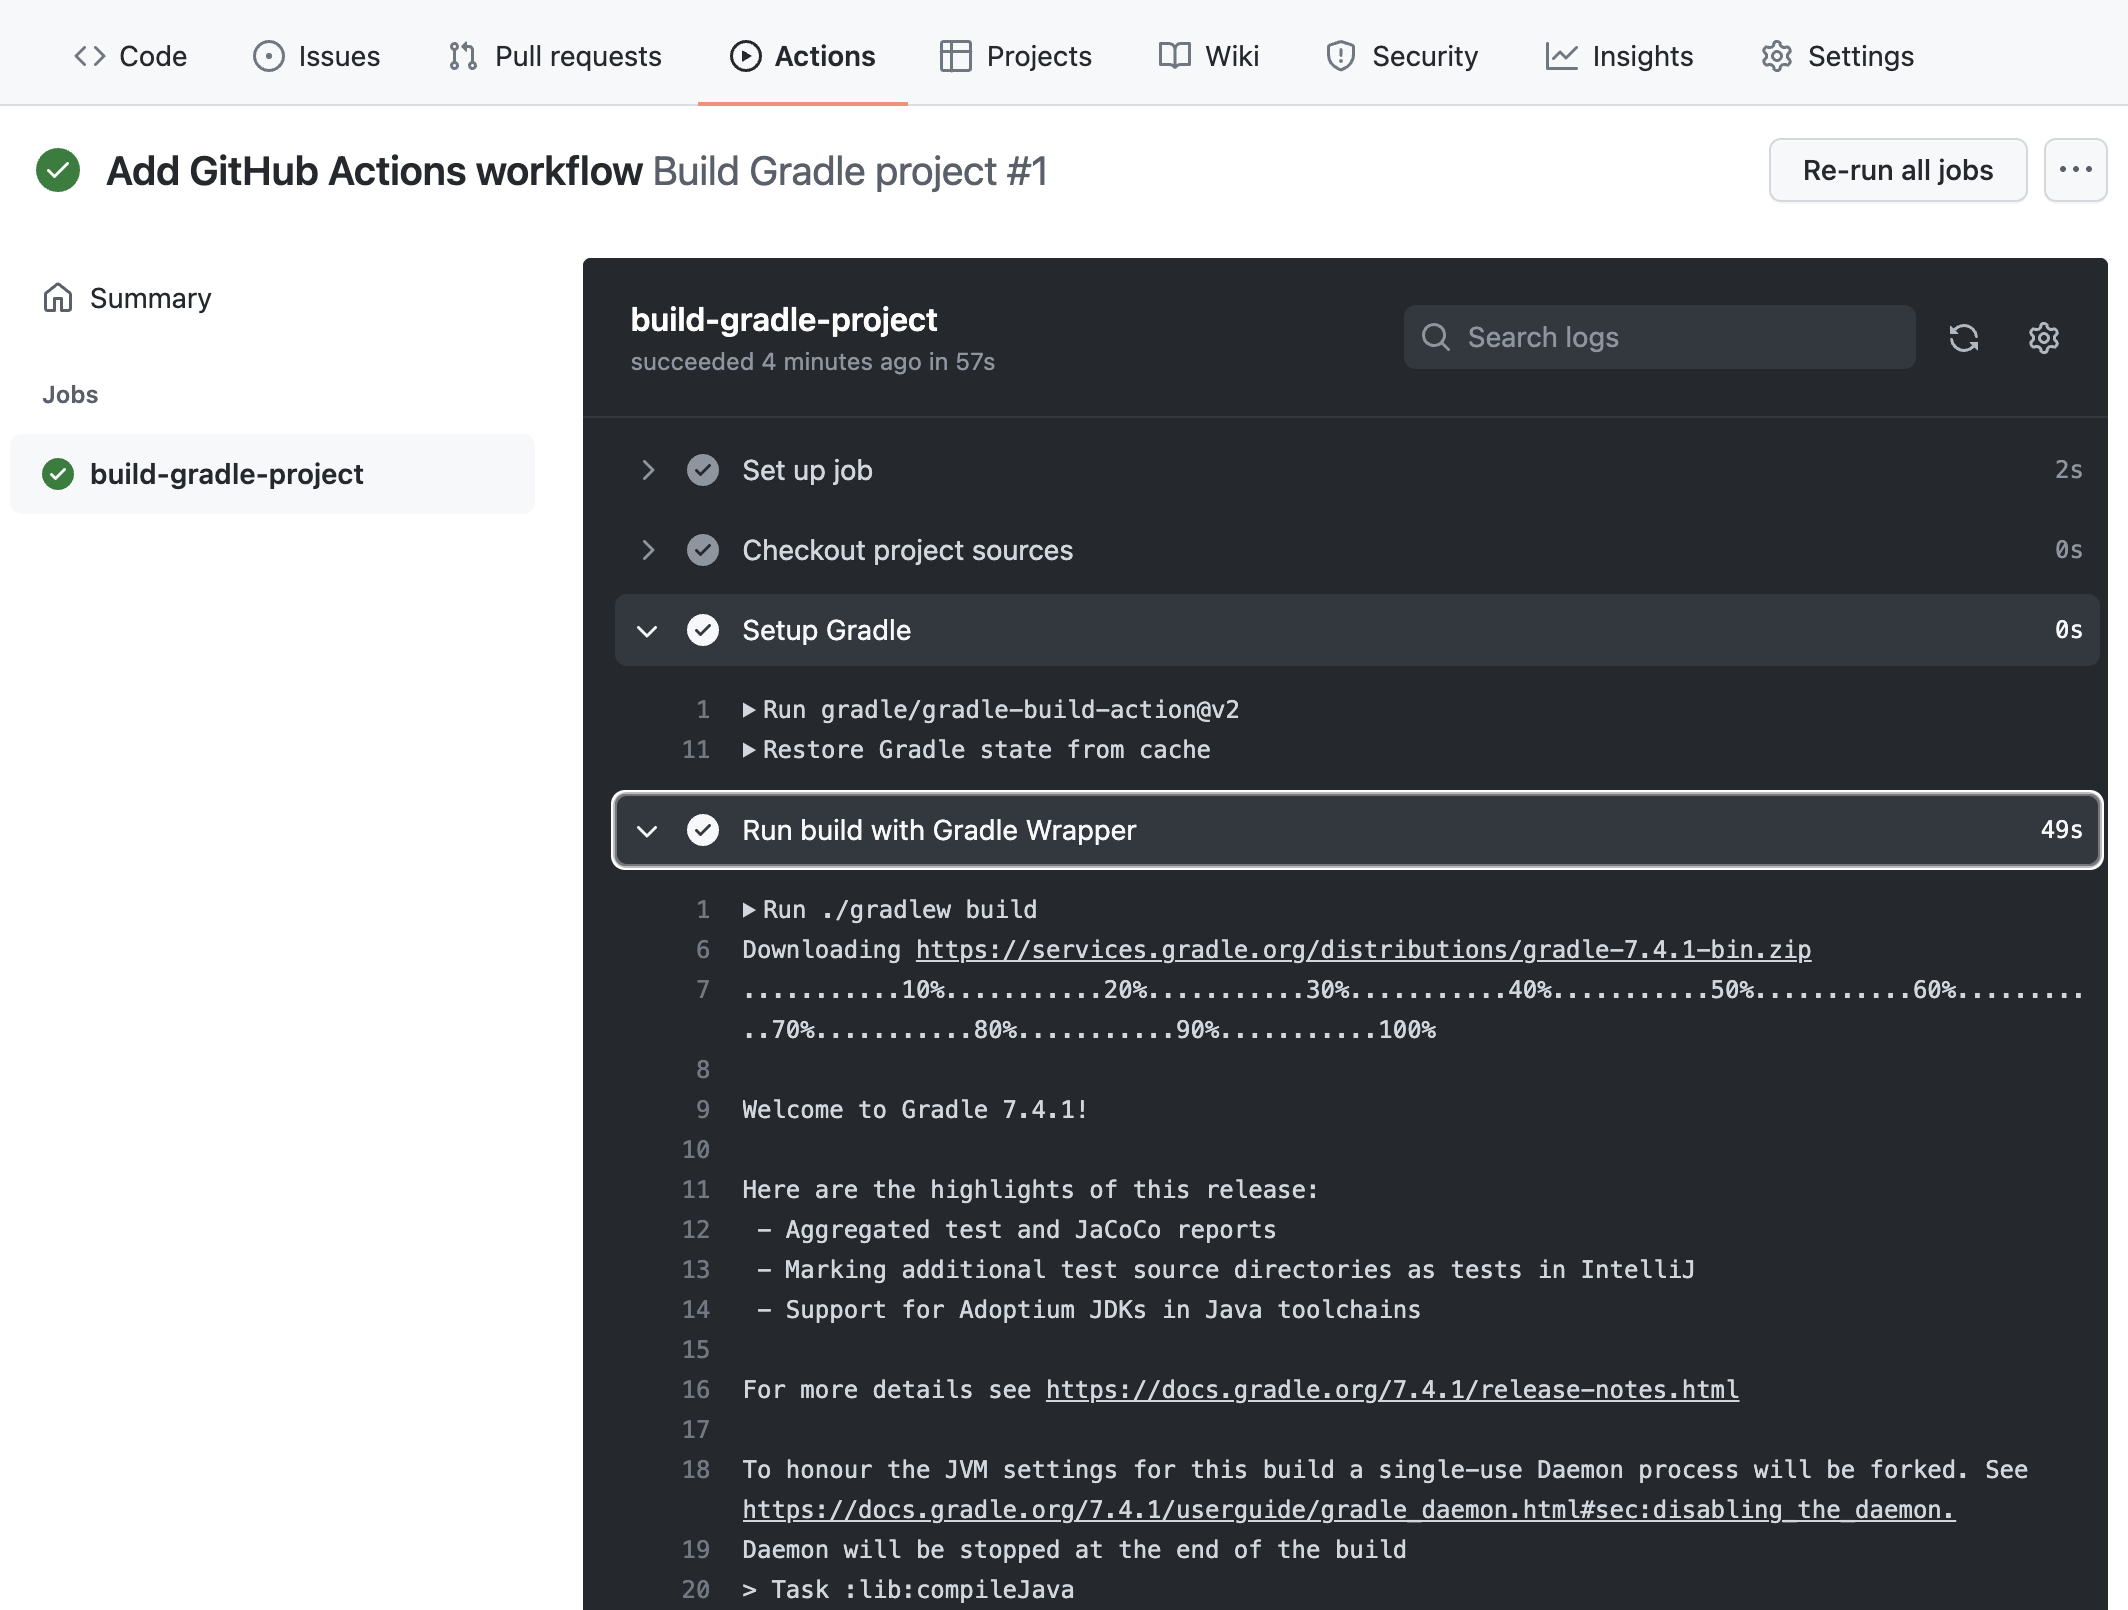 Code Issues Pull requests Actions Projects Wiki Security Insights Settings
Add GitHub Actions workflow Build Gradle project #1
Re-run all jobs
Summary
Jobs
build-gradle-project
build-gradle-project
succeeded 4 minutes ago in 57s
Search logs
Set up job 2s
Checkout project sources 0s
Setup Gradle 0s
1 Run gradle/gradle-build-action@v2
11 Restore Gradle state from cache
Run build with Gradle Wrapper 49s
1 Run ./gradlew build
6 Downloading https://services.gradle.org/distributions/gradle-7.4.1-bin.zip
7 ...........10%...........20%...........30%...........40%...........50%...........60%.........
..70%...........80%...........90%...........100%
8
9 Welcome to Gradle 7.4.1!
10
11 Here are the highlights of this release:
12 - Aggregated test and JaCoCo reports
13 - Marking additional test source directories as tests in IntelliJ
14 - Support for Adoptium JDKs in Java toolchains
15
16 For more details see https://docs.gradle.org/7.4.1/release-notes.html
17
18 To honour the JVM settings for this build a single-use Daemon process will be forked. See
https://docs.gradle.org/7.4.1/userguide/gradle_daemon.html#sec:disabling_the_daemon.
19 Daemon will be stopped at the end of the build
20 > Task :lib:compileJava